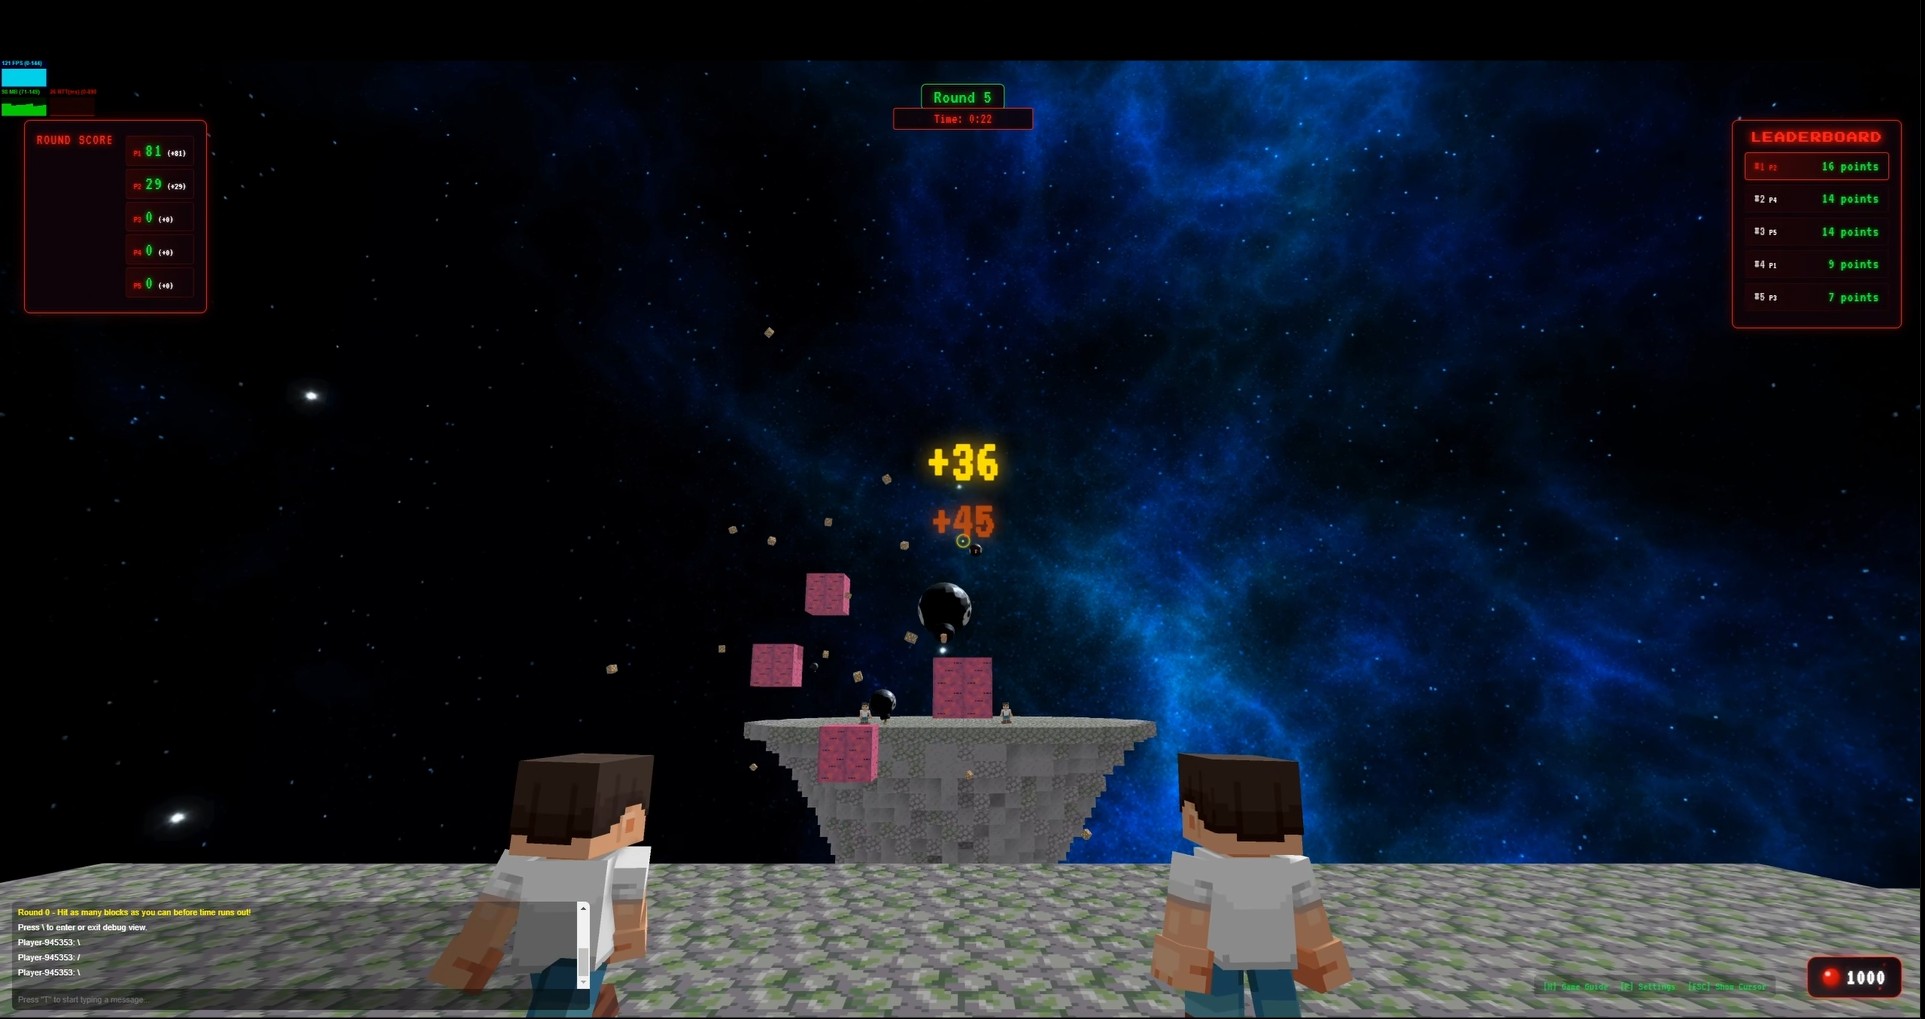 121 FPS (0-144)
Round 5
Time: 0:22
ROUND SCORE
P1 81 (+81)
P2 29 (+29)
P3 0 (+0)
P4 0 (+0)
P5 0 (+0)
LEADERBOARD
#1 P2 16 points
#2 P4 14 points
#3 P5 14 points
#4 P1 9 points
#5 P3 7 points
+36
+45
Round 0 - Hit as many blocks as you can before time runs out!
Press \ to enter or exit debug view.
Player-945353: \
Player-945353: /
Player-945353: \
Press "T" to start typing a message.
Game Guide
Settings
[ESC] Show Cursor
1000